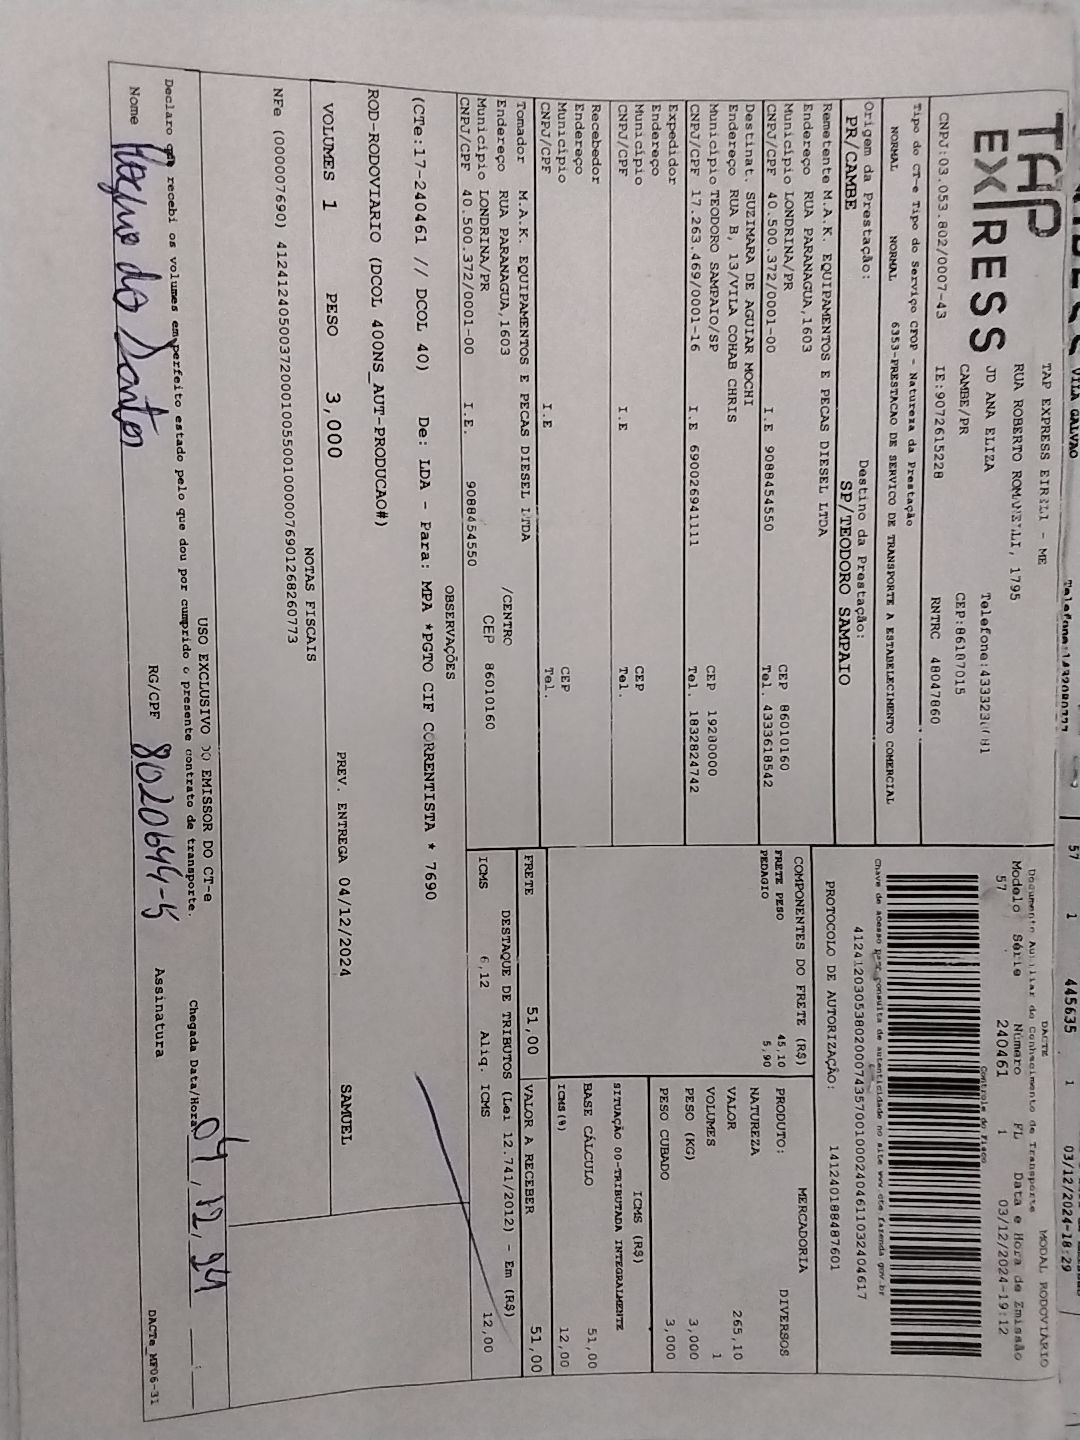 VILA GALVAO
57 1 445635 1 03/12/2024-18:29
TAP
EXPRESS
TAP EXPRESS EIRELI - ME
RUA ROBERTO ROMANELLI, 1795
JD ANA ELIZA
CAMBE/PR
CEP:86187015
CNPJ:03.053.802/0007-43 IE:9072615228 RNTRC 48047860
DACTE MODAL RODOVIARIO
Documento Auxiliar do Conhecimento de Transporte
Modelo Série Número FL Data e Hora de Emissão
57 240461 1 03/12/2024-19:12
Controle do Fisco
Chave de acesso para consulta de autenticidade no site www.cte.fazenda.gov.br
41241203053802000743570010002404611032404617
PROTOCOLO DE AUTORIZAÇÃO: 141240188487601
Tipo do CT-e Tipo do Serviço CFOP - Natureza da Prestação
NORMAL NORMAL 6353-PRESTACAO DE SERVICO DE TRANSPORTE A ESTABELECIMENTO COMERCIAL
Origem da Prestação: Destino da Prestação:
PR/CAMBE SP/TEODORO SAMPAIO
Remetente M.A.K. EQUIPAMENTOS E PECAS DIESEL LTDA
Endereço RUA PARANAGUA,1603
Municipio LONDRINA/PR CEP 86010160
CNPJ/CPF 40.500.372/0001-00 I.E 9088454550 Tel. 4333618542
Destinat. SUZIMARA DE AGUIAR MOCHI
Endereço RUA B, 13/VILA COHAB CHRIS
Municipio TEODORO SAMPAIO/SP CEP 19280000
CNPJ/CPF 17.263.469/0001-16 I.E 690026941111 Tel. 1832824742
Expedidor
Endereço
Municipio CEP
CNPJ/CPF I.E Tel.
Recebedor
Endereço
Municipio CEP
CNPJ/CPF I.E Tel.
Tomador M.A.K. EQUIPAMENTOS E PECAS DIESEL LTDA
Endereço RUA PARANAGUA,1603 /CENTRO
Municipio LONDRINA/PR CEP 86010160
CNPJ/CPF 40.500.372/0001-00 I.E. 9088454550
COMPONENTES DO FRETE (R$)
FRETE PESO 45,10
PEDAGIO 5,90
MERCADORIA
PRODUTO: DIVERSOS
NATUREZA
VALOR 265,10
VOLUMES 1
PESO (KG) 3,000
PESO CUBADO 3,000
ICMS (R$)
SITUAÇÃO 00-TRIBUTADA INTEGRALMENTE
BASE CÁLCULO 51,00
ICMS(%) 12,00
FRETE 51,00 VALOR A RECEBER 51,00
DESTAQUE DE TRIBUTOS (Lei 12.741/2012) - Em (R$)
ICMS 6,12 Aliq. ICMS 12,00
OBSERVAÇÕES
(CTe:17-240461 // DCOL 40) De: LDA - Para: MPA *PGTO CIF CORRENTISTA * 7690
ROD-RODOVIARIO (DCOL 400NS_AUT-PRODUCAO#)
VOLUMES 1 PESO 3,000 PREV. ENTREGA 04/12/2024 SAMUEL
NOTAS FISCAIS
NFe (000007690) 41241240500372000100550010000076901268260773
USO EXCLUSIVO DO EMISSOR DO CT-e
Declaro que recebi os volumes em perfeito estado pelo que dou por cumprido o presente contrato de transporte. Chegada Data/Hora 04/12/24 :
Nome dos Santos RG/CPF 8020644-5 Assinatura
DACTe_MF06-31